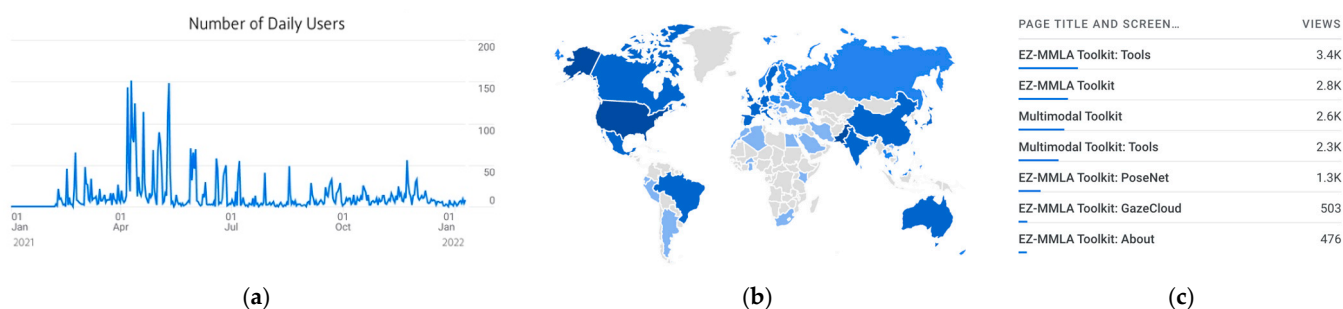 Number of Daily Users
200
150
100
50
0
01 01 01 01 01
Jan Apr Jul Oct Jan
2021 2022
(a)
(b)
PAGE TITLE AND SCREEN… VIEWS
EZ-MMLA Toolkit: Tools 3.4K
EZ-MMLA Toolkit 2.8K
Multimodal Toolkit 2.6K
Multimodal Toolkit: Tools 2.3K
EZ-MMLA Toolkit: PoseNet 1.3K
EZ-MMLA Toolkit: GazeCloud 503
EZ-MMLA Toolkit: About 476
(c)